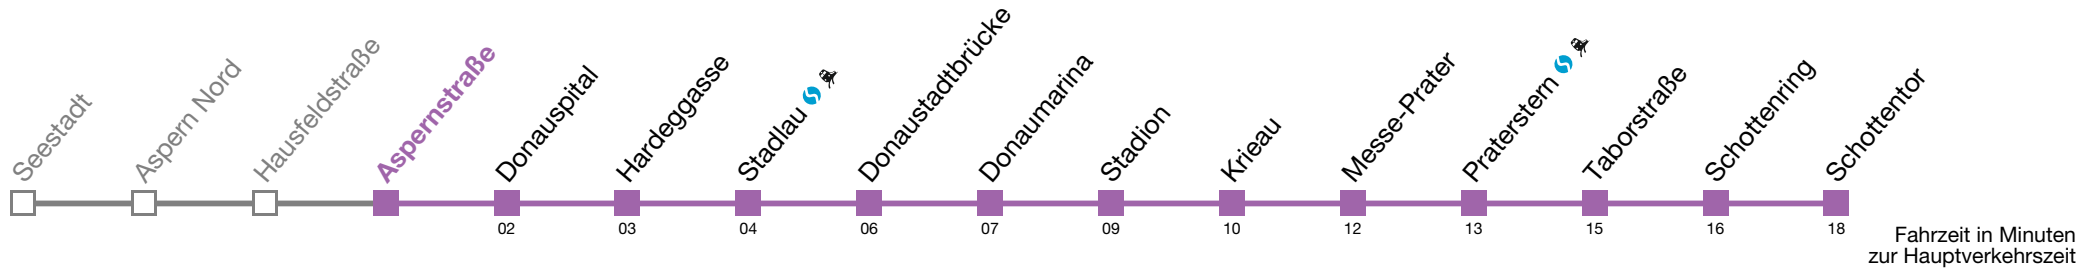 Seestadt
Aspern Nord
Hausfeldstraße
Aspernstraße
Donauspital
Hardeggasse
Stadlau
Donaustadtbrücke
Donaumarina
Stadion
Krieau
Messe-Prater
Praterstern
Taborstraße
Schottenring
Schottentor
02
03
04
06
07
09
10
12
13
15
16
18
Fahrzeit in Minuten
zur Hauptverkehrszeit